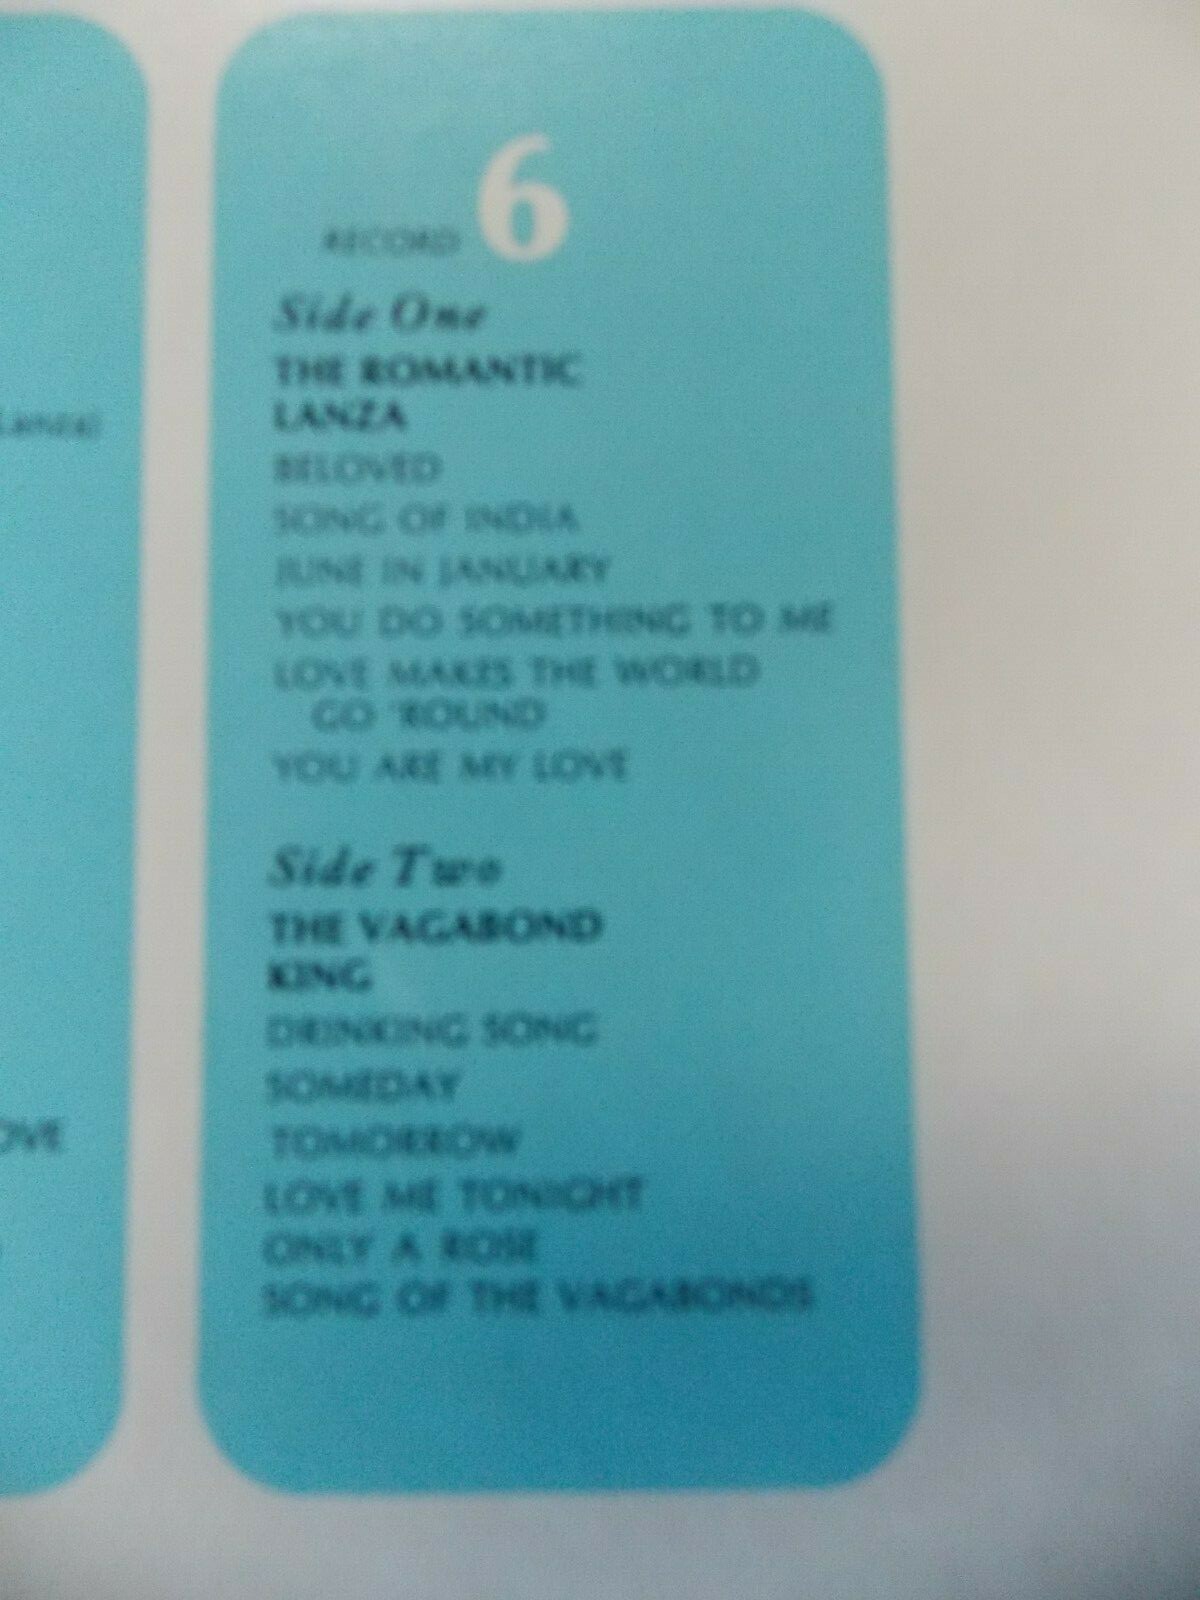 Lanza)
OVE
RECORD 6
Side One
THE ROMANTIC
LANZA
BELOVED
SONG OF INDIA
JUNE IN JANUARY
YOU DO SOMETHING TO ME
LOVE MAKES THE WORLD
GO 'ROUND
YOU ARE MY LOVE
Side Two
THE VAGABOND
KING
DRINKING SONG
SOMEDAY
TOMORROW
LOVE ME TONIGHT
ONLY A ROSE
SONG OF THE VAGABONDS